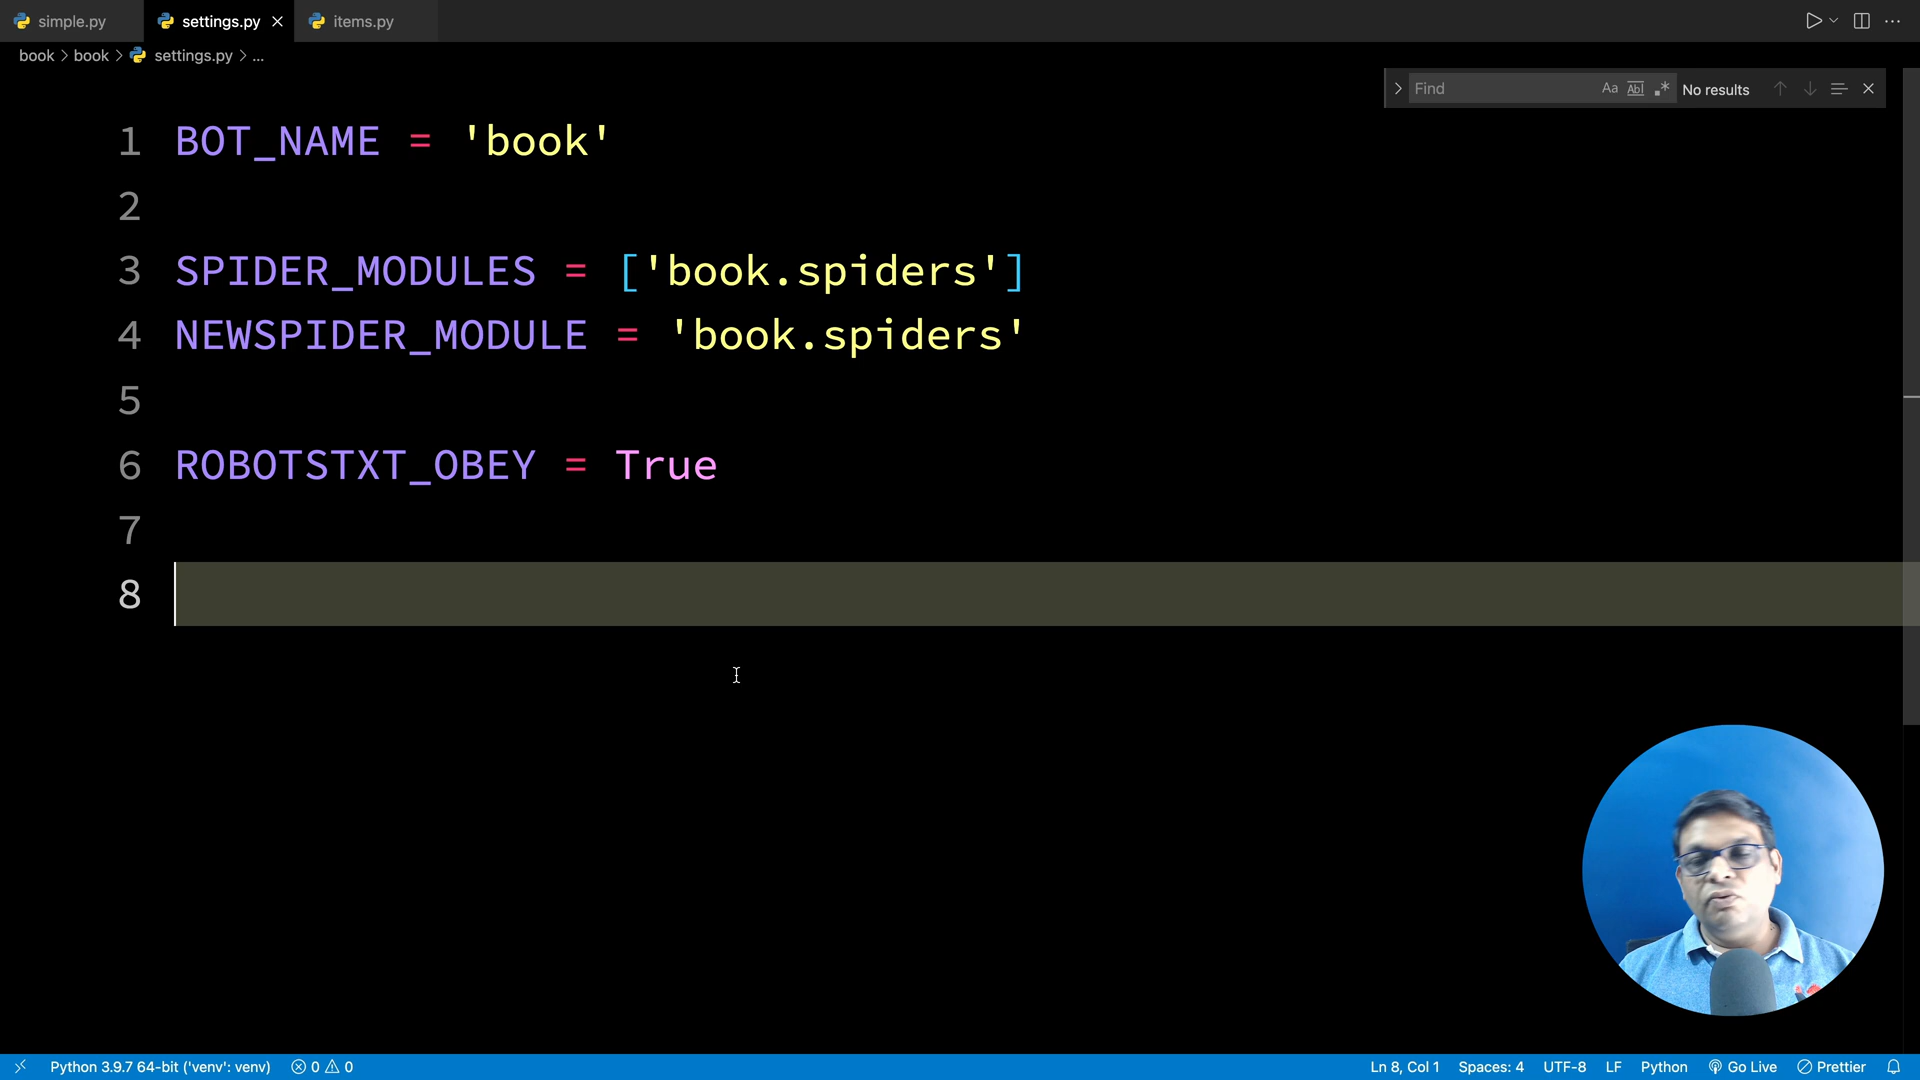 simple.py settings.py items.py
book > book > settings.py > ...
Find Aa Abl .* No results
1 BOT_NAME = 'book'
2
3 SPIDER_MODULES = ['book.spiders']
4 NEWSPIDER_MODULE = 'book.spiders'
5
6 ROBOTSTXT_OBEY = True
7
8
Python 3.9.7 64-bit ('venv': venv) 0 0 Ln 8, Col 1 Spaces: 4 UTF-8 LF Python Go Live Prettier